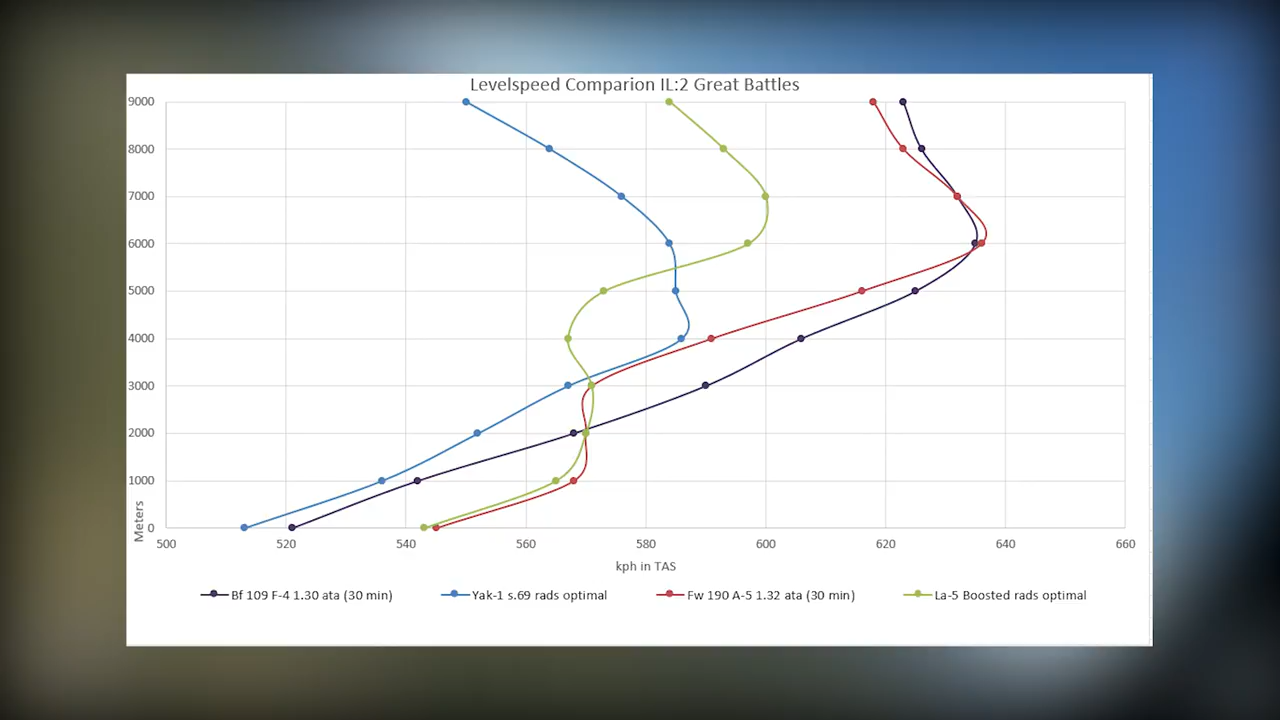 Levelspeed Comparion IL:2 Great Battles
9000
8000
7000
6000
5000
4000
3000
2000
1000
0
Meters
500 520 540 560 580 600 620 640 660
kph in TAS
Bf 109 F-4 1.30 ata (30 min) Yak-1 s.69 rads optimal Fw 190 A-5 1.32 ata (30 min) La-5 Boosted rads optimal